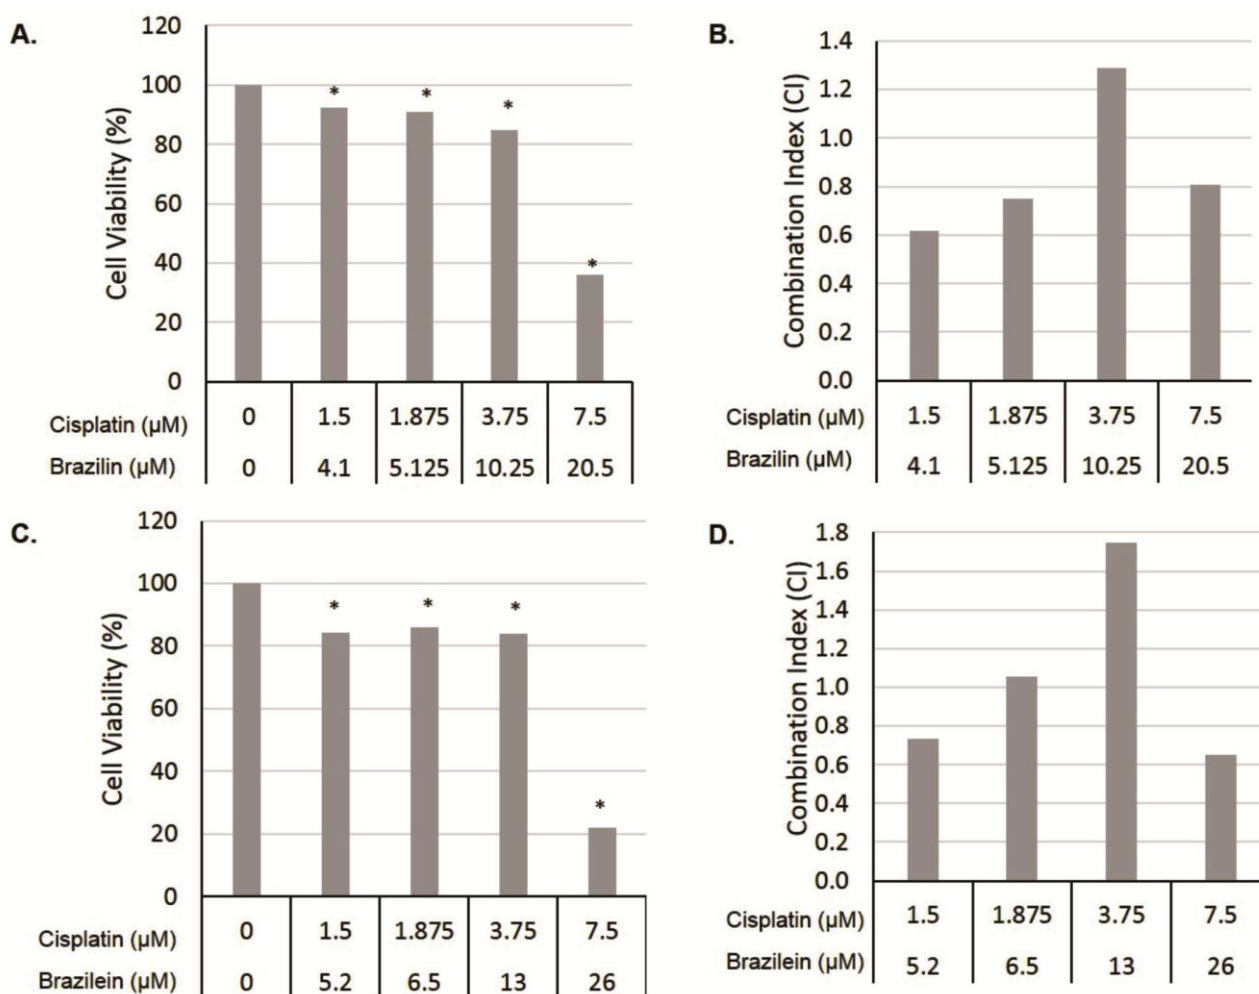 A.
Cell Viability (%)
120
100
80
60
40
20
0
* * * *
Cisplatin (µM) 0 1.5 1.875 3.75 7.5
Brazilin (µM) 0 4.1 5.125 10.25 20.5
B.
Combination Index (CI)
1.4
1.2
1.0
0.8
0.6
0.4
0.2
0.0
Cisplatin (µM) 1.5 1.875 3.75 7.5
Brazilin (µM) 4.1 5.125 10.25 20.5
C.
Cell Viability (%)
120
100
80
60
40
20
0
* * * *
Cisplatin (µM) 0 1.5 1.875 3.75 7.5
Brazilein (µM) 0 5.2 6.5 13 26
D.
Combination Index (CI)
1.8
1.6
1.4
1.2
1.0
0.8
0.6
0.4
0.2
0.0
Cisplatin (µM) 1.5 1.875 3.75 7.5
Brazilein (µM) 5.2 6.5 13 26